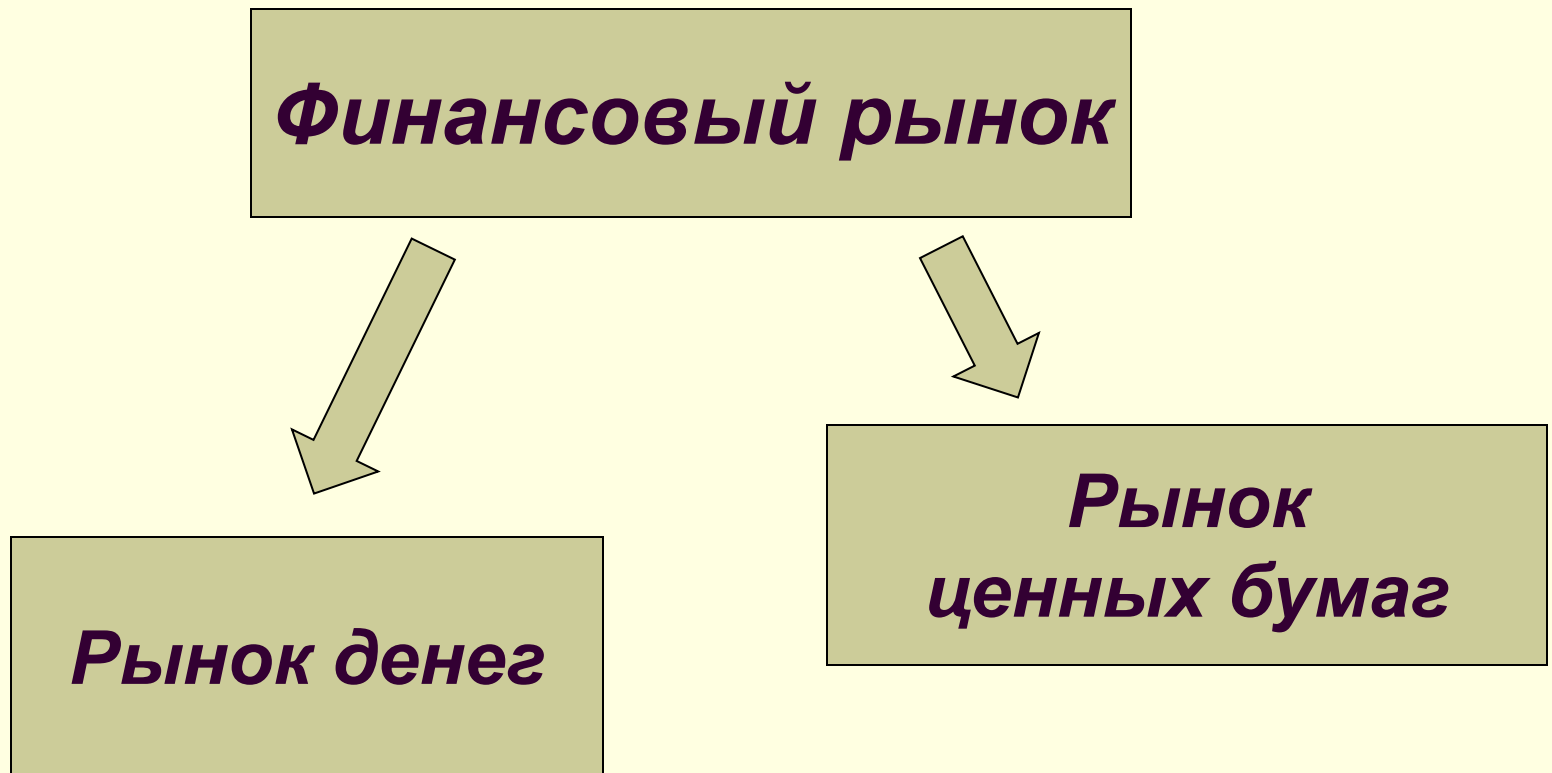 Финансовый рынок
Рынок
ценных бумаг
Рынок денег